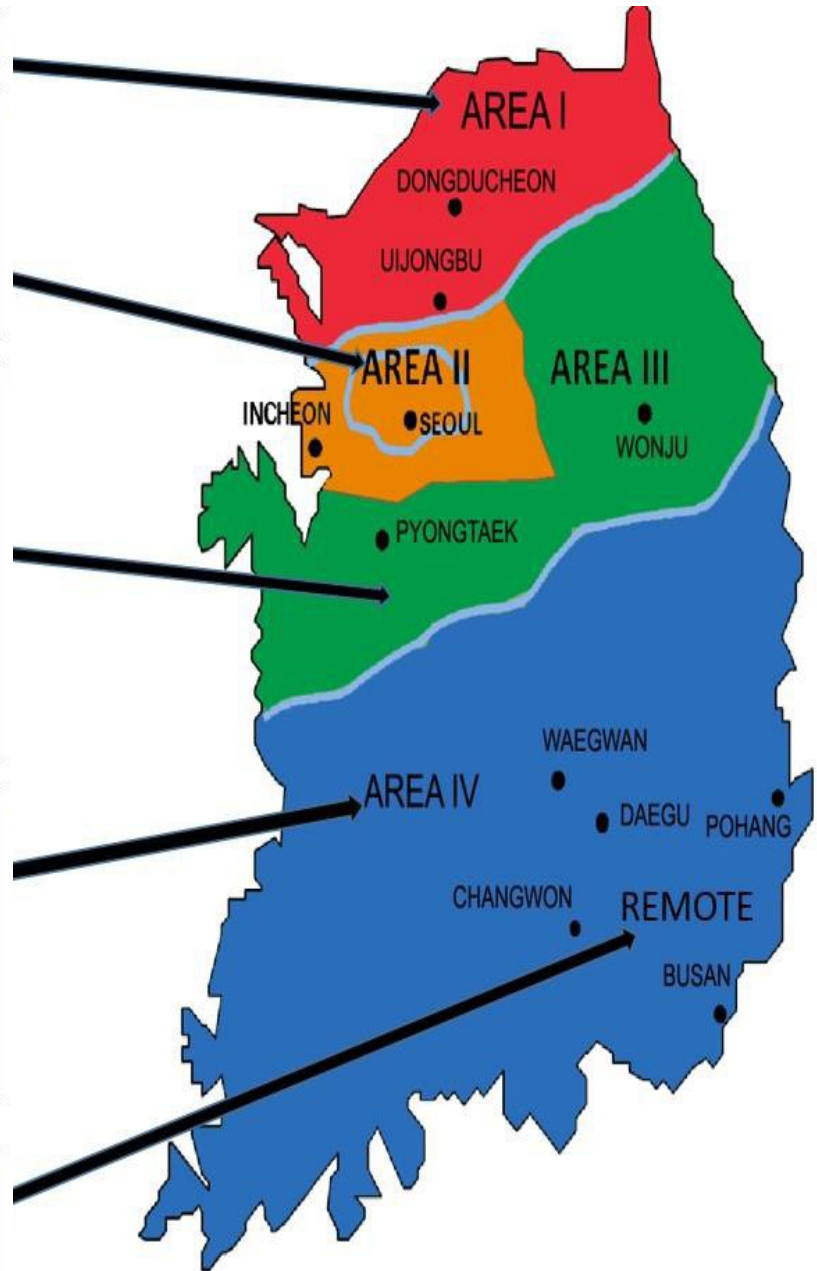 AREA I
DONGDUCHEON
UIJONGBU
AREA II
AREA III
INCHEON
SEOUL
WONJU
PYONGTAEK
WAEGWAN
AREA IV
DAEGU
POHANG
CHANGWON
REMOTE
BUSAN